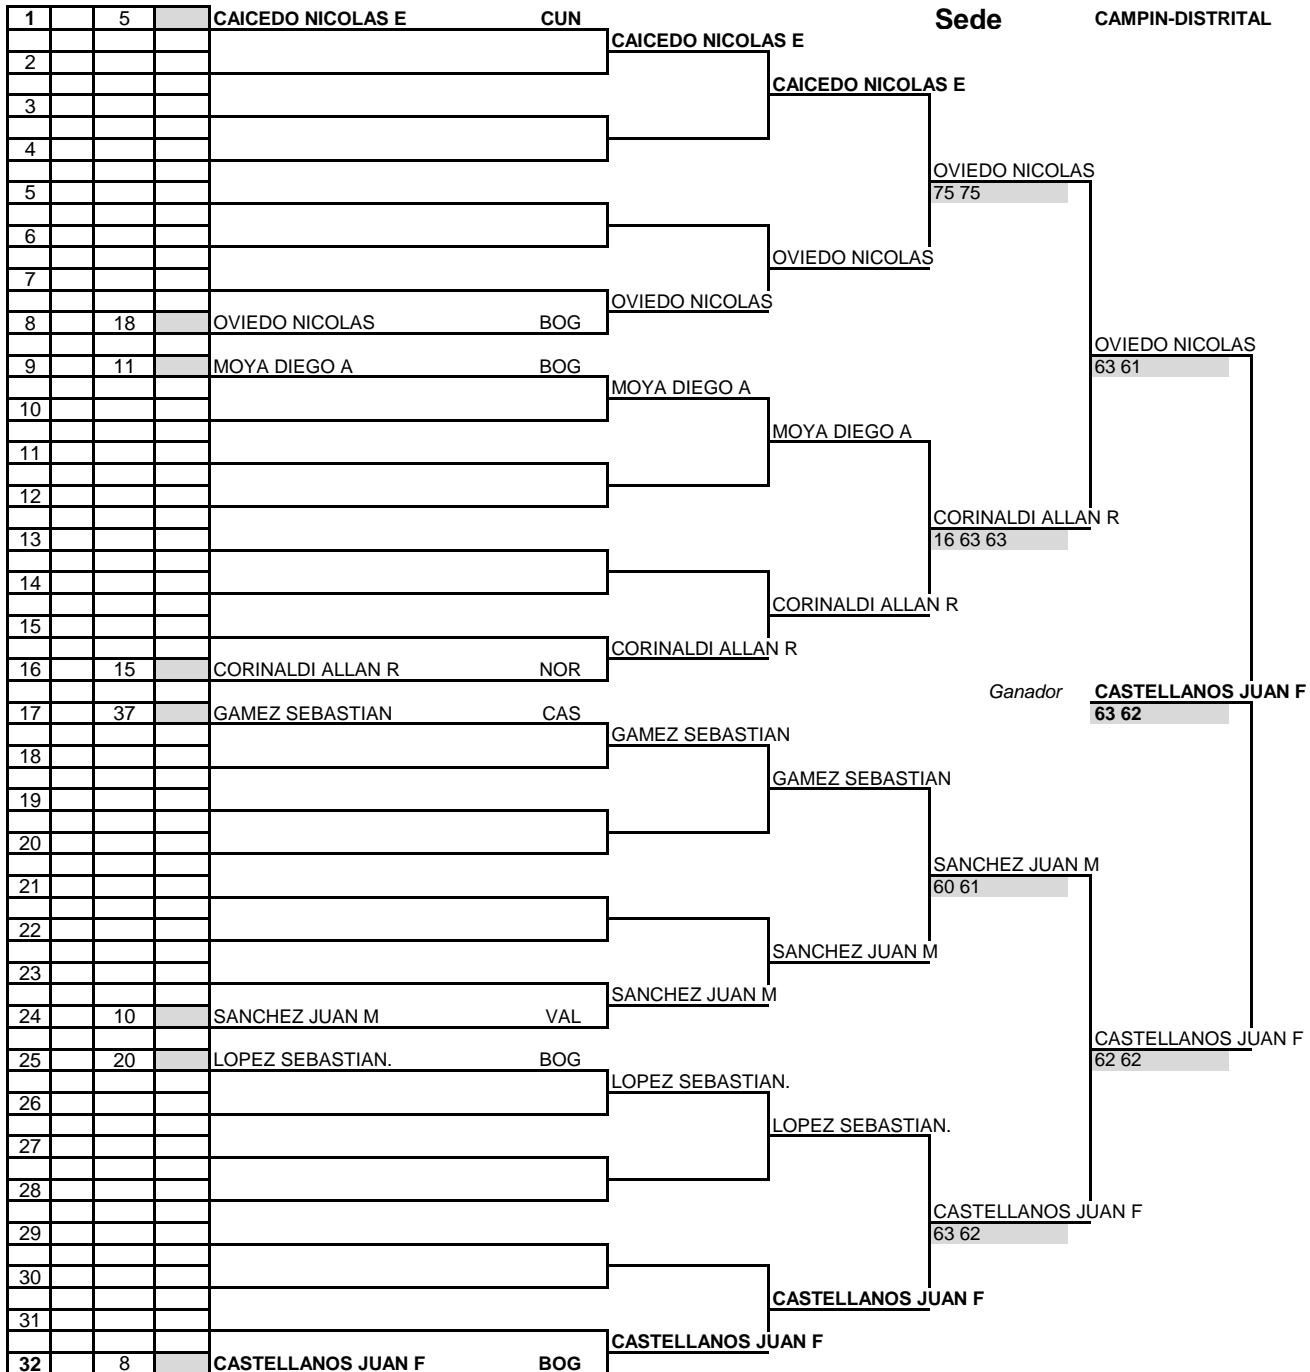 1 5 CAICEDO NICOLAS E CUN Sede CAMPIN-DISTRITAL
CAICEDO NICOLAS E
2
CAICEDO NICOLAS E
3
4
OVIEDO NICOLAS
5 75 75
6
OVIEDO NICOLAS
7
OVIEDO NICOLAS
8 18 OVIEDO NICOLAS BOG
OVIEDO NICOLAS
9 11 MOYA DIEGO A BOG 63 61
MOYA DIEGO A
10
MOYA DIEGO A
11
12
CORINALDI ALLAN R
13 16 63 63
14
CORINALDI ALLAN R
15
CORINALDI ALLAN R
16 15 CORINALDI ALLAN R NOR
Ganador CASTELLANOS JUAN F
17 37 GAMEZ SEBASTIAN CAS 63 62
GAMEZ SEBASTIAN
18
GAMEZ SEBASTIAN
19
20
SANCHEZ JUAN M
21 60 61
22
SANCHEZ JUAN M
23
SANCHEZ JUAN M
24 10 SANCHEZ JUAN M VAL
CASTELLANOS JUAN F
25 20 LOPEZ SEBASTIAN. BOG 62 62
LOPEZ SEBASTIAN.
26
LOPEZ SEBASTIAN.
27
28
CASTELLANOS JUAN F
29 63 62
30
CASTELLANOS JUAN F
31
CASTELLANOS JUAN F
32 8 CASTELLANOS JUAN F BOG